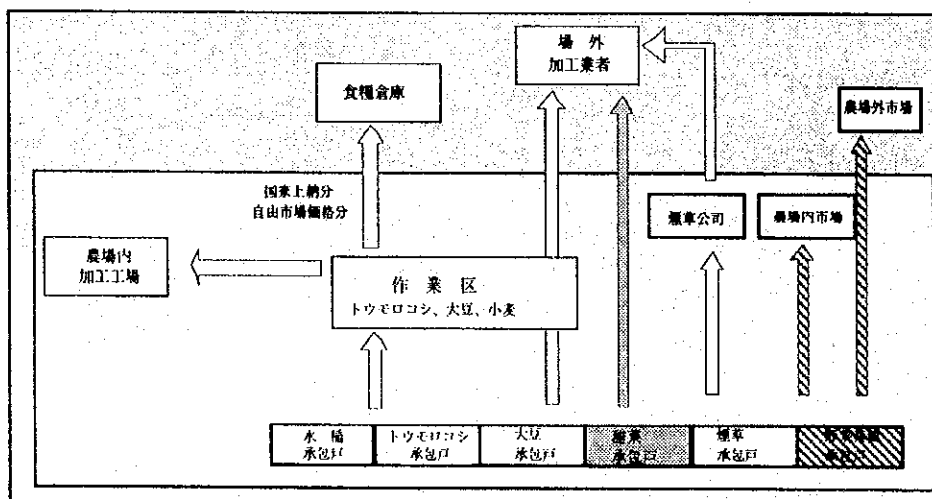 場 外
加工業者
食糧倉庫
農場外市場
国家上納分
自由市場価格分
煙草公司
農場内市場
農場内
加工工場
作 業 区
トウモロコシ、大豆、小麦
水 稲
承包戸
トウモロコシ
承包戸
大豆
承包戸
承包戸
煙草
承包戸